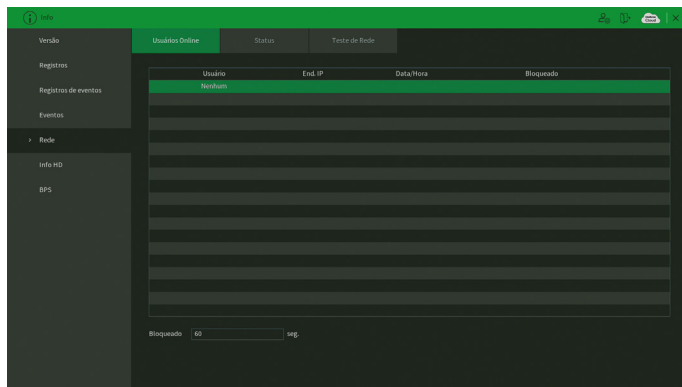 Info
Versão
Registros
Registros de eventos
Eventos
> Rede
Info HD
BPS
Usuários Online Status Teste de Rede
Usuário End. IP Data/Hora Bloqueado
Nenhum
Bloqueado 60 seg.